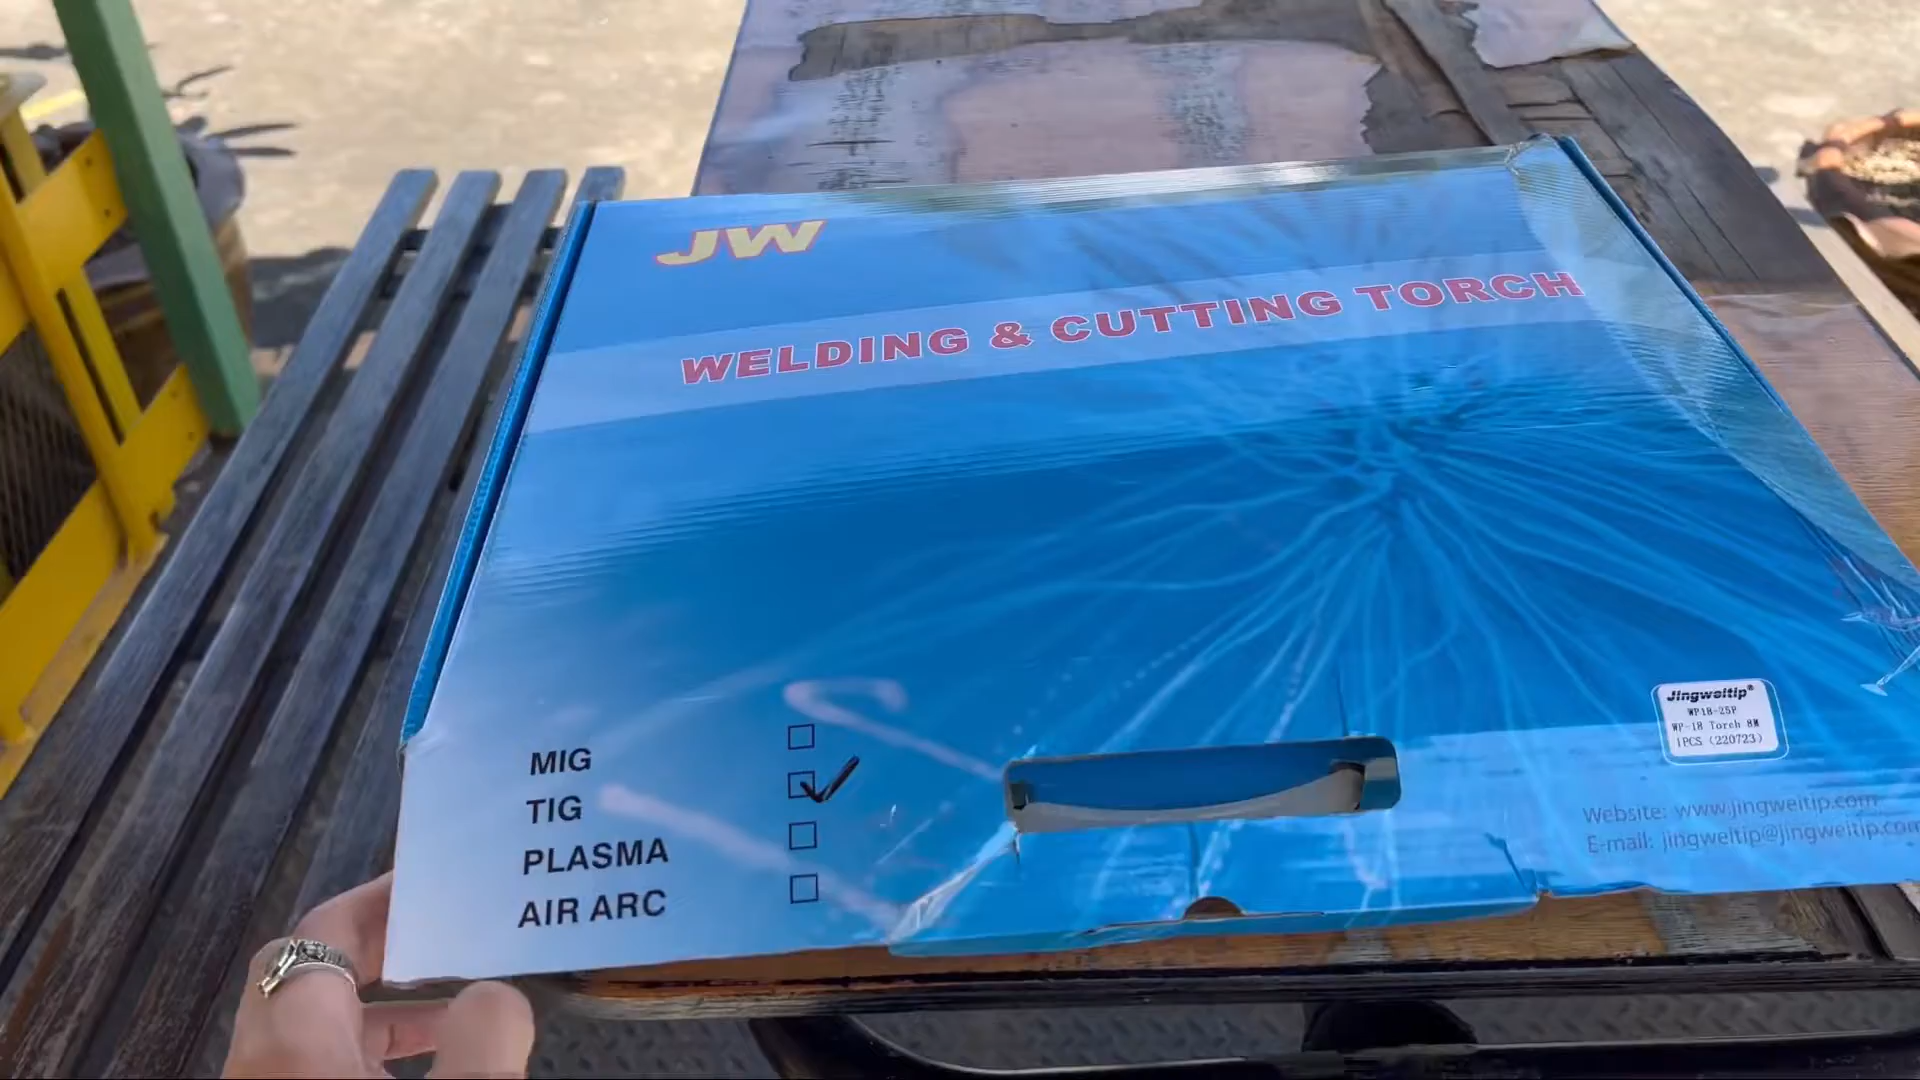 JW
WELDING & CUTTING TORCH
MIG
TIG
PLASMA
AIR ARC
Jingweitip®
WP18-25P
WP-18 Torch 8M
1PCS (220723)
Website: www.jingweitip.com
E-mail: jingweitip@jingweitip.com